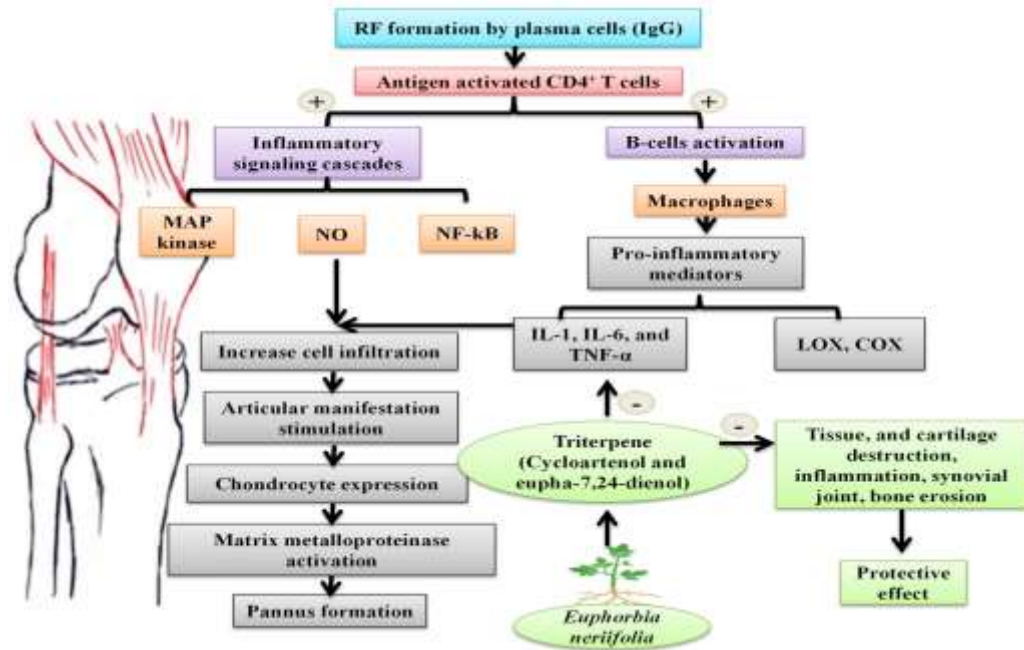 RF formation by plasma cells (IgG)
Antigen activated CD4⁺ T cells
+
+
Inflammatory
signaling cascades
B-cells activation
MAP
kinase
NO
NF-kB
Macrophages
Pro-inflammatory
mediators
IL-1, IL-6, and
TNF-α
LOX, COX
Increase cell infiltration
Articular manifestation
stimulation
Chondrocyte expression
Matrix metalloproteinase
activation
Pannus formation
-
-
Triterpene
(Cycloartenol and
eupha-7,24-dienol)
Tissue, and cartilage
destruction,
inflammation, synovial
joint, bone erosion
Protective
effect
Euphorbia
neriifolia